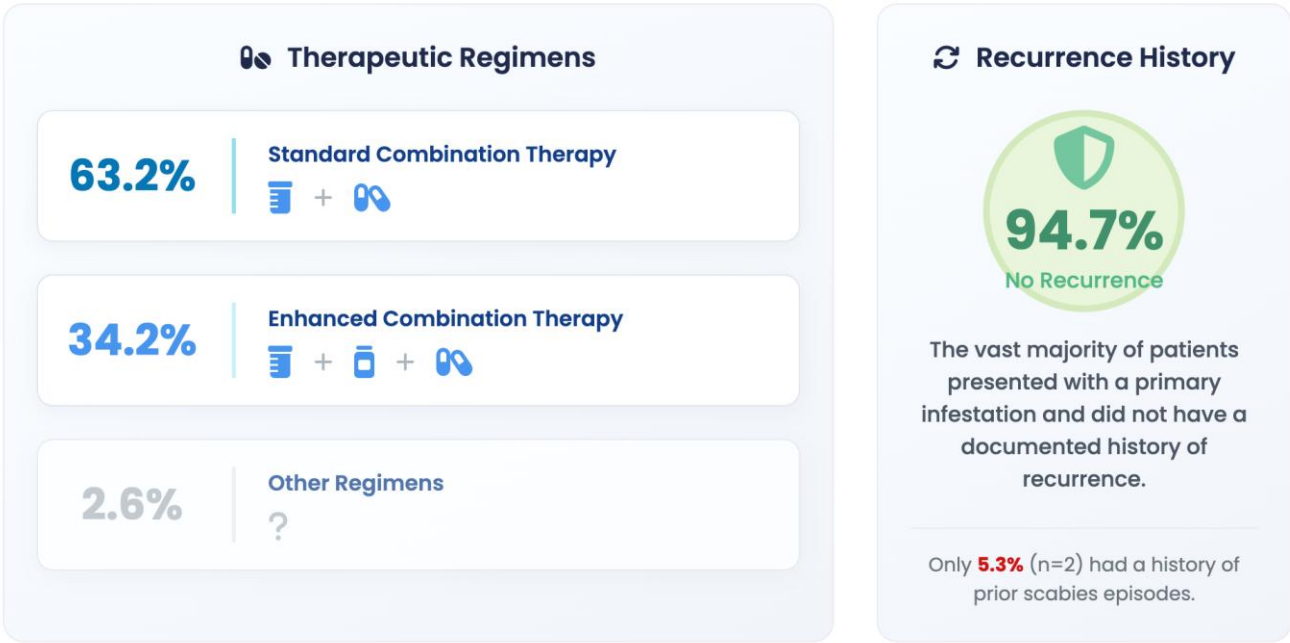 Therapeutic Regimens
63.2%
Standard Combination Therapy
+
34.2%
Enhanced Combination Therapy
+ +
2.6%
Other Regimens
?
Recurrence History
94.7%
No Recurrence
The vast majority of patients
presented with a primary
infestation and did not have a
documented history of
recurrence.
Only 5.3% (n=2) had a history of
prior scabies episodes.